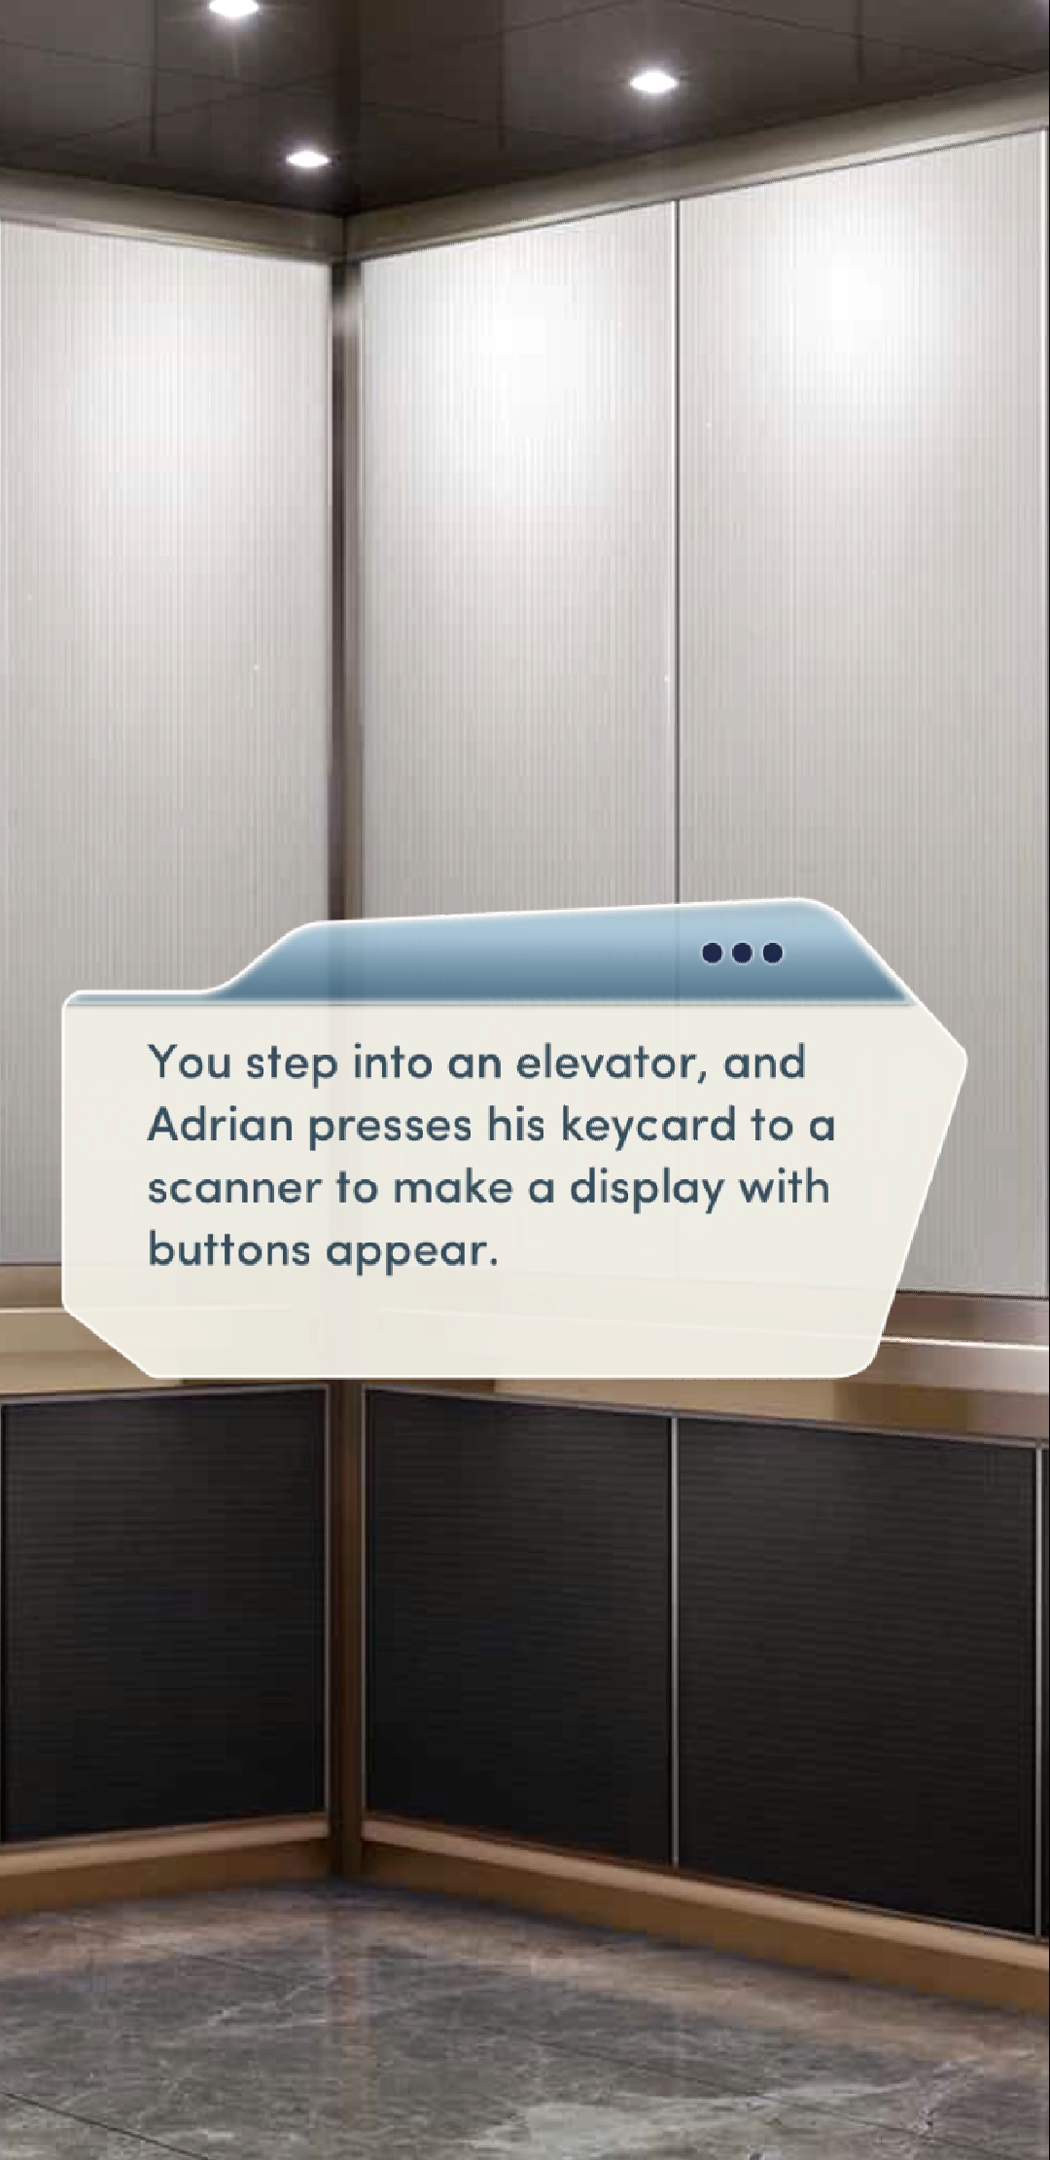 You step into an elevator, and
Adrian presses his keycard to a
scanner to make a display with
buttons appear.